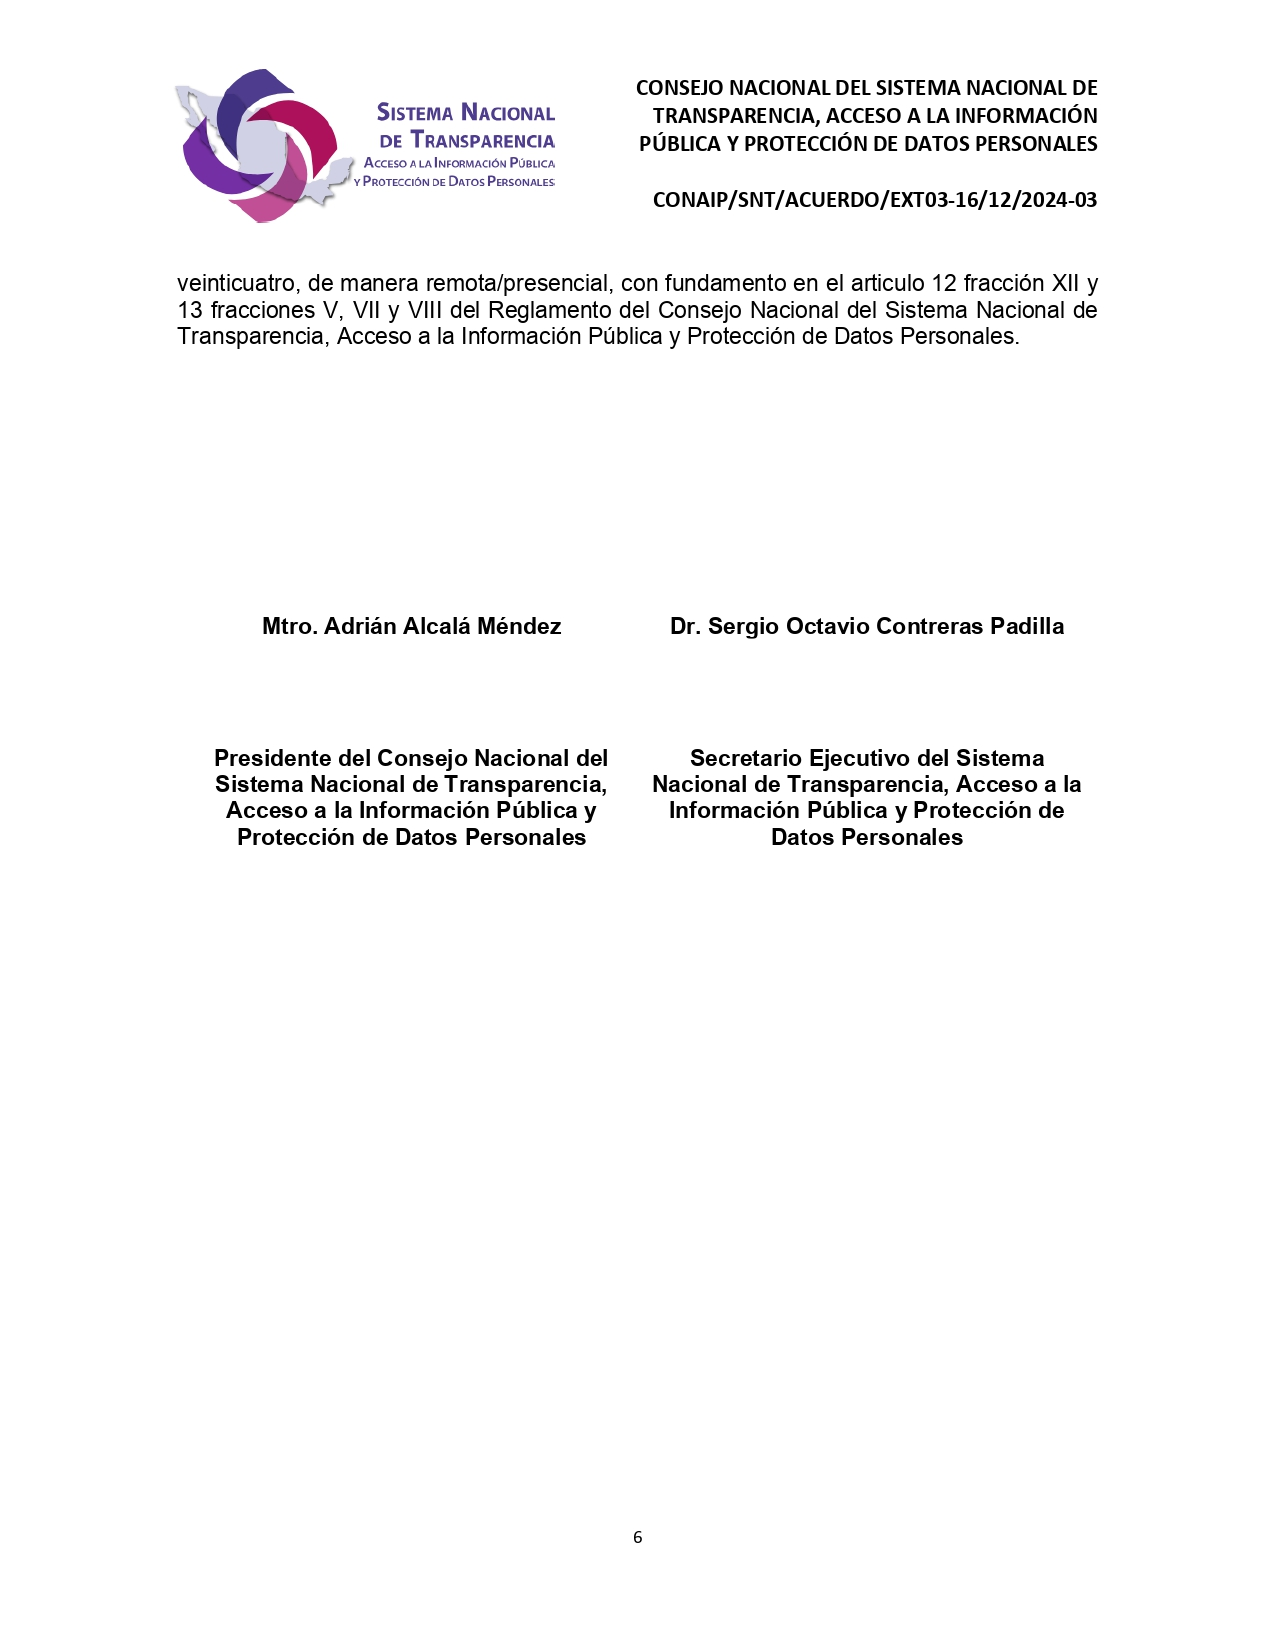 SISTEMA NACIONAL
DE TRANSPARENCIA
ACCESO A LA INFORMACIÓN PÚBLICA
Y PROTECCIÓN DE DATOS PERSONALES
CONSEJO NACIONAL DEL SISTEMA NACIONAL DE
TRANSPARENCIA, ACCESO A LA INFORMACIÓN
PÚBLICA Y PROTECCIÓN DE DATOS PERSONALES
CONAIP/SNT/ACUERDO/EXT03-16/12/2024-03
veinticuatro, de manera remota/presencial, con fundamento en el articulo 12 fracción XII y
13 fracciones V, VII y VIII del Reglamento del Consejo Nacional del Sistema Nacional de
Transparencia, Acceso a la Información Pública y Protección de Datos Personales.
Mtro. Adrián Alcalá Méndez
Presidente del Consejo Nacional del
Sistema Nacional de Transparencia,
Acceso a la Información Pública y
Protección de Datos Personales
Dr. Sergio Octavio Contreras Padilla
Secretario Ejecutivo del Sistema
Nacional de Transparencia, Acceso a la
Información Pública y Protección de
Datos Personales
6